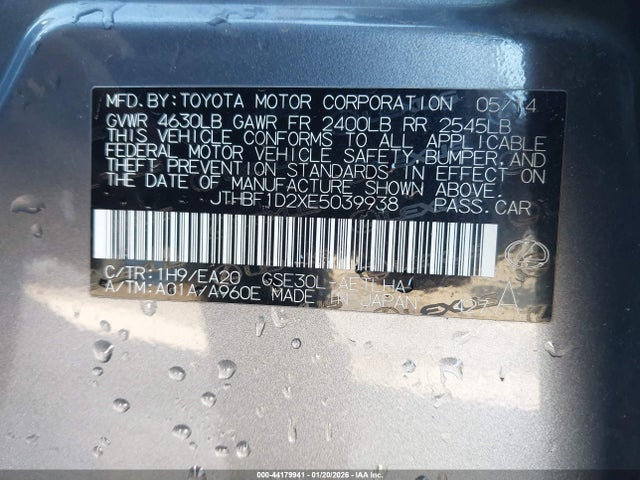 MFD.BY:TOYOTA MOTOR CORPORATION 05/14
GVWR 4630LB GAWR FR 2400LB RR 2545LB
THIS VEHICLE CONFORMS TO ALL APPLICABLE
FEDERAL MOTOR VEHICLE SAFETY,BUMPER,AND
THEFT PREVENTION STANDARDS IN EFFECT ON
THE DATE OF MANUFACTURE SHOWN ABOVE.
JTHBF1D2XE5039938 PASS.CAR
C/TR:1H9/EA20 GSE30L-AETLHA
A/TM:A01A/A960E MADE IN JAPAN A
000-44179941 - 01/20/2026 - IAAHQCAT